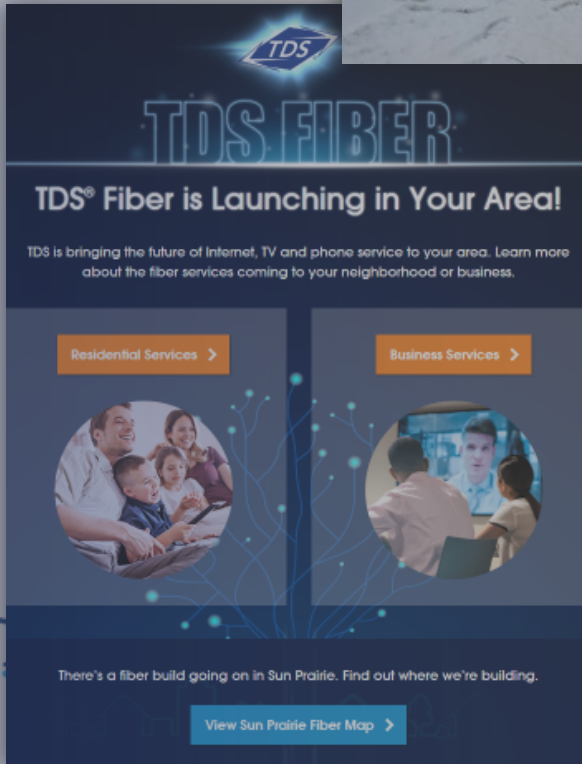 TDS
TDS FIBER
TDS® Fiber is Launching in Your Area!
TDS is bringing the future of Internet, TV and phone service to your area. Learn more
about the fiber services coming to your neighborhood or business.
Residential Services
Business Services
There's a fiber build going on in Sun Prairie. Find out where we're building.
View Sun Prairie Fiber Map